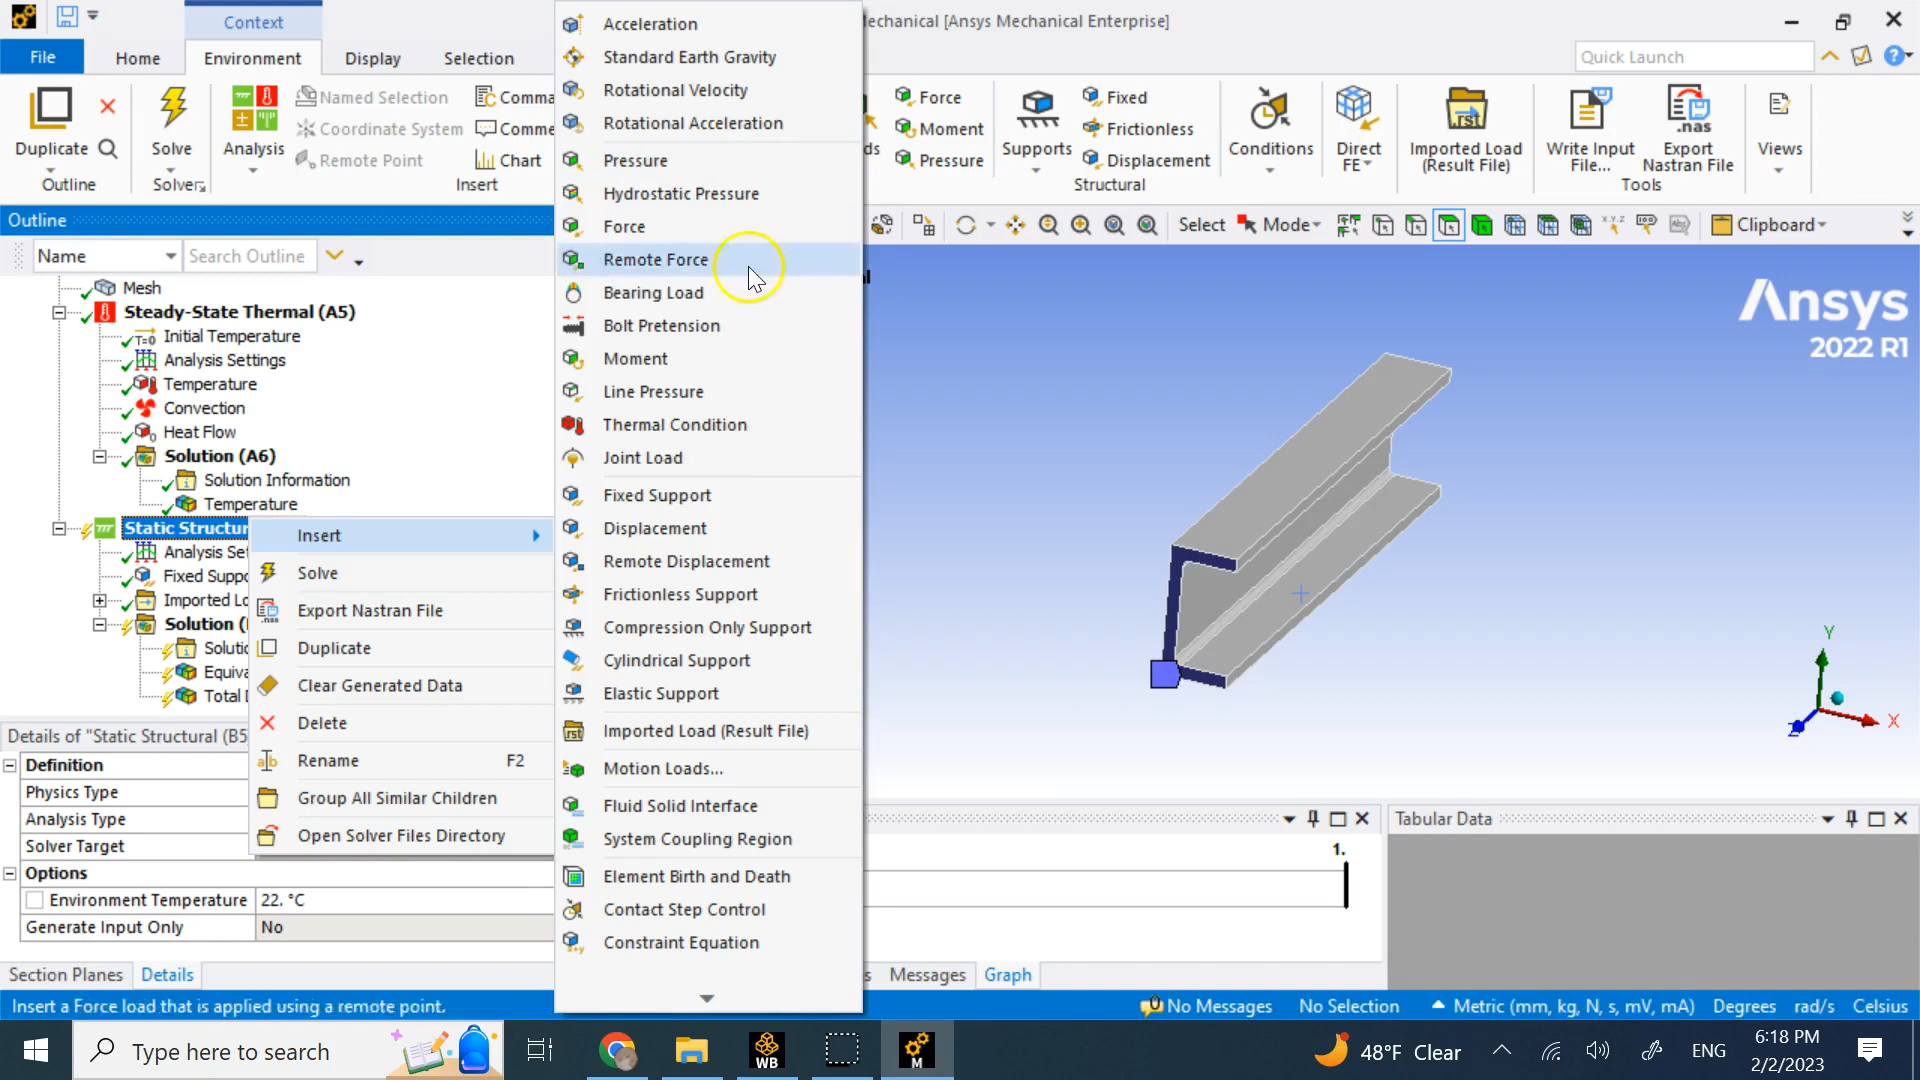 Context
Mechanical [Ansys Mechanical Enterprise]
File
Home
Environment
Display
Selection
Quick Launch
Duplicate
Outline
Solve
Solver
Analysis
Named Selection
Coordinate System
Remote Point
Comma
Comme
Chart
Insert
ds
Force
Moment
Pressure
Supports
Fixed
Frictionless
Displacement
Structural
Conditions
Direct
FE
Imported Load
(Result File)
Write Input
File...
.nas
Export
Nastran File
Tools
Views
Outline
Name
Search Outline
Select
Mode
Clipboard
Mesh
Steady-State Thermal (A5)
Initial Temperature
Analysis Settings
Temperature
Convection
Heat Flow
Solution (A6)
Solution Information
Temperature
Static Structur
Analysis Set
Fixed Suppo
Imported Lo
Solution (
Soluti
Equiva
Total
Insert
Solve
Export Nastran File
Duplicate
Clear Generated Data
Delete
Rename F2
Group All Similar Children
Open Solver Files Directory
Acceleration
Standard Earth Gravity
Rotational Velocity
Rotational Acceleration
Pressure
Hydrostatic Pressure
Force
Remote Force
Bearing Load
Bolt Pretension
Moment
Line Pressure
Thermal Condition
Joint Load
Fixed Support
Displacement
Remote Displacement
Frictionless Support
Compression Only Support
Cylindrical Support
Elastic Support
Imported Load (Result File)
Motion Loads...
Fluid Solid Interface
System Coupling Region
Element Birth and Death
Contact Step Control
Constraint Equation
Ansys
2022 R1
Y
X
Z
Details of "Static Structural (B5
Definition
Physics Type
Analysis Type
Solver Target
Options
Environment Temperature 22. °C
Generate Input Only No
Section Planes
Details
1.
Tabular Data
s
Messages
Graph
Insert a Force load that is applied using a remote point.
No Messages
No Selection
Metric (mm, kg, N, s, mV, mA)
Degrees
rad/s
Celsius
Type here to search
WB
M
48°F Clear
ENG
6:18 PM
2/2/2023